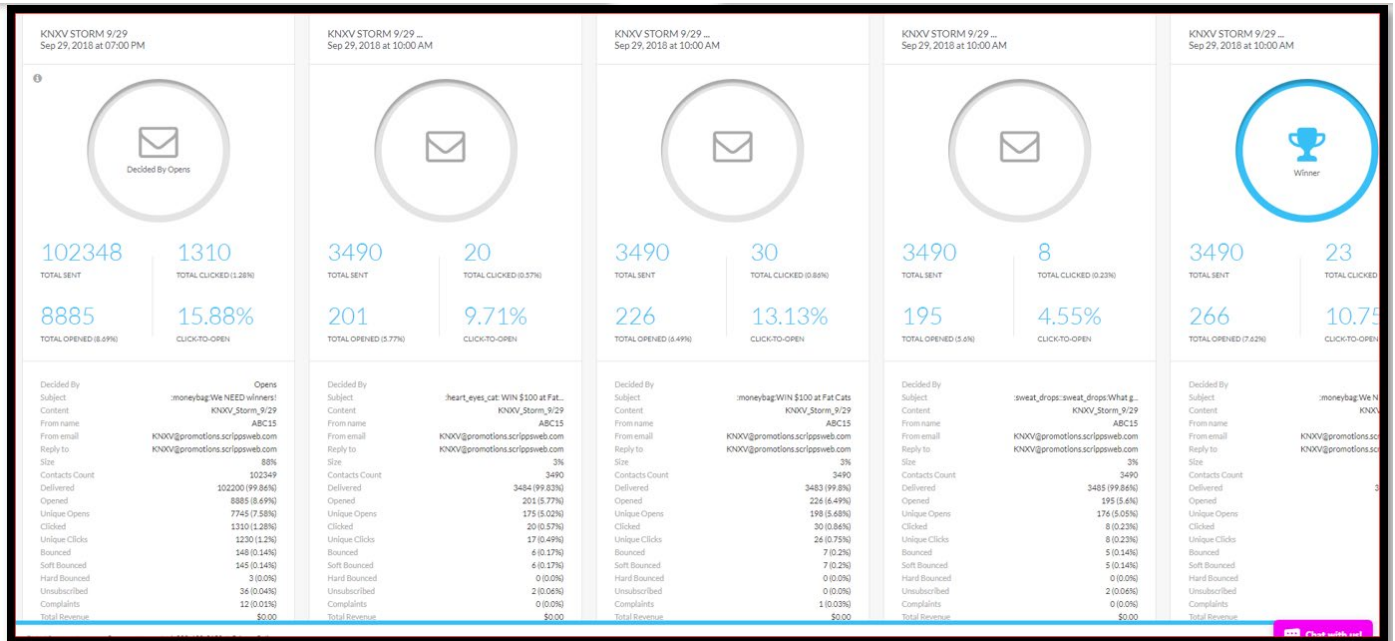 KNXV STORM 9/29
Sep 29, 2018 at 07:00 PM
Decided By Opens
102348
TOTAL SENT
1310
TOTAL CLICKED (1.28%)
8885
TOTAL OPENED (8.69%)
15.88%
CLICK-TO-OPEN
Decided By Opens
Subject :moneybag:We NEED winners!
Content KNXV_Storm_9/29
From name ABC15
From email KNXV@promotions.scrippsweb.com
Reply to KNXV@promotions.scrippsweb.com
Size 88%
Contacts Count 102349
Delivered 102200 (99.86%)
Opened 8885 (8.69%)
Unique Opens 7745 (7.58%)
Clicked 1310 (1.28%)
Unique Clicks 1230 (1.2%)
Bounced 148 (0.14%)
Soft Bounced 145 (0.14%)
Hard Bounced 3 (0.0%)
Unsubscribed 36 (0.04%)
Complaints 12 (0.01%)
Total Revenue $0.00
KNXV STORM 9/29 ...
Sep 29, 2018 at 10:00 AM
3490
TOTAL SENT
20
TOTAL CLICKED (0.57%)
201
TOTAL OPENED (5.77%)
9.71%
CLICK-TO-OPEN
Decided By
Subject :heart_eyes_cat: WIN $100 at Fat...
Content KNXV_Storm_9/29
From name ABC15
From email KNXV@promotions.scrippsweb.com
Reply to KNXV@promotions.scrippsweb.com
Size 3%
Contacts Count 3490
Delivered 3484 (99.83%)
Opened 201 (5.77%)
Unique Opens 175 (5.02%)
Clicked 20 (0.57%)
Unique Clicks 17 (0.49%)
Bounced 6 (0.17%)
Soft Bounced 6 (0.17%)
Hard Bounced 0 (0.0%)
Unsubscribed 2 (0.06%)
Complaints 0 (0.0%)
Total Revenue $0.00
KNXV STORM 9/29 ...
Sep 29, 2018 at 10:00 AM
3490
TOTAL SENT
30
TOTAL CLICKED (0.86%)
226
TOTAL OPENED (6.49%)
13.13%
CLICK-TO-OPEN
Decided By
Subject :moneybag:WIN $100 at Fat Cats
Content KNXV_Storm_9/29
From name ABC15
From email KNXV@promotions.scrippsweb.com
Reply to KNXV@promotions.scrippsweb.com
Size 3%
Contacts Count 3490
Delivered 3483 (99.8%)
Opened 226 (6.49%)
Unique Opens 198 (5.68%)
Clicked 30 (0.86%)
Unique Clicks 26 (0.75%)
Bounced 7 (0.2%)
Soft Bounced 7 (0.2%)
Hard Bounced 0 (0.0%)
Unsubscribed 0 (0.0%)
Complaints 1 (0.03%)
Total Revenue $0.00
KNXV STORM 9/29 ...
Sep 29, 2018 at 10:00 AM
3490
TOTAL SENT
8
TOTAL CLICKED (0.23%)
195
TOTAL OPENED (5.6%)
4.55%
CLICK-TO-OPEN
Decided By
Subject :sweat_drops::sweat_drops:What g...
Content KNXV_Storm_9/29
From name ABC15
From email KNXV@promotions.scrippsweb.com
Reply to KNXV@promotions.scrippsweb.com
Size 3%
Contacts Count 3490
Delivered 3485 (99.86%)
Opened 195 (5.6%)
Unique Opens 176 (5.05%)
Clicked 8 (0.23%)
Unique Clicks 8 (0.23%)
Bounced 5 (0.14%)
Soft Bounced 5 (0.14%)
Hard Bounced 0 (0.0%)
Unsubscribed 2 (0.06%)
Complaints 0 (0.0%)
Total Revenue $0.00
KNXV STORM 9/29 ...
Sep 29, 2018 at 10:00 AM
Winner
3490
TOTAL SENT
23
TOTAL CLICKED
266
TOTAL OPENED (7.62%)
10.75
CLICK-TO-OPEN
Decided By
Subject :moneybag:We N
Content KNXV
From name
From email KNXV@promotions.scr
Reply to KNXV@promotions.scr
Size
Contacts Count
Delivered 3
Opened
Unique Opens
Clicked
Unique Clicks
Bounced
Soft Bounced
Hard Bounced
Unsubscribed
Complaints
Total Revenue
Chat with us!